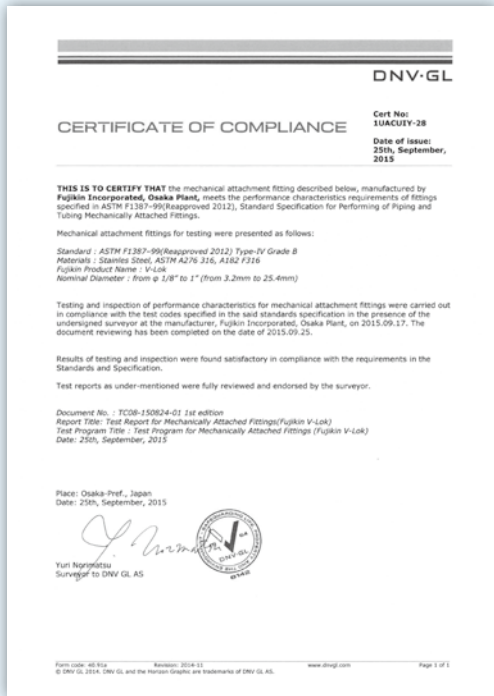 DNV·GL
CERTIFICATE OF COMPLIANCE
Cert No:
1UACUIY-28
Date of issue:
25th, September,
2015
THIS IS TO CERTIFY THAT the mechanical attachment fitting described below, manufactured by
Fujikin Incorporated, Osaka Plant, meets the performance characteristics requirements of fittings
specified in ASTM F1387-99(Reapproved 2012), Standard Specification for Performing of Piping and
Tubing Mechanically Attached Fittings.
Mechanical attachment fittings for testing were presented as follows:
Standard : ASTM F1387-99(Reapproved 2012) Type-IV Grade B
Materials : Stainles Steel, ASTM A276 316, A182 F316
Fujikin Product Name : V-Lok
Nominal Diameter : from φ 1/8" to 1" (from 3.2mm to 25.4mm)
Testing and inspection of performance characteristics for mechanical attachment fittings were carried out
in compliance with the test codes specified in the said standards specification in the presence of the
undersigned surveyor at the manufacturer, Fujikin Incorporated, Osaka Plant, on 2015.09.17. The
document reviewing has been completed on the date of 2015.09.25.
Results of testing and inspection were found satisfactory in compliance with the requirements in the
Standards and Specification.
Test reports as under-mentioned were fully reviewed and endorsed by the surveyor.
Document No. : TC08-150824-01 1st edition
Report Title: Test Report for Mechanically Attached Fittings(Fujikin V-Lok)
Test Program Title : Test Program for Mechanically Attached Fittings (Fujikin V-Lok)
Date: 25th, September, 2015
Place: Osaka-Pref., Japan
Date: 25th, September, 2015
DNV·GL
Yuri Norimatsu
Surveyor to DNV GL AS
Form code: 40.91a Revision: 2014-11 www.dnvgl.com Page 1 of 1
© DNV GL 2014. DNV GL and the Horizon Graphic are trademarks of DNV GL AS.